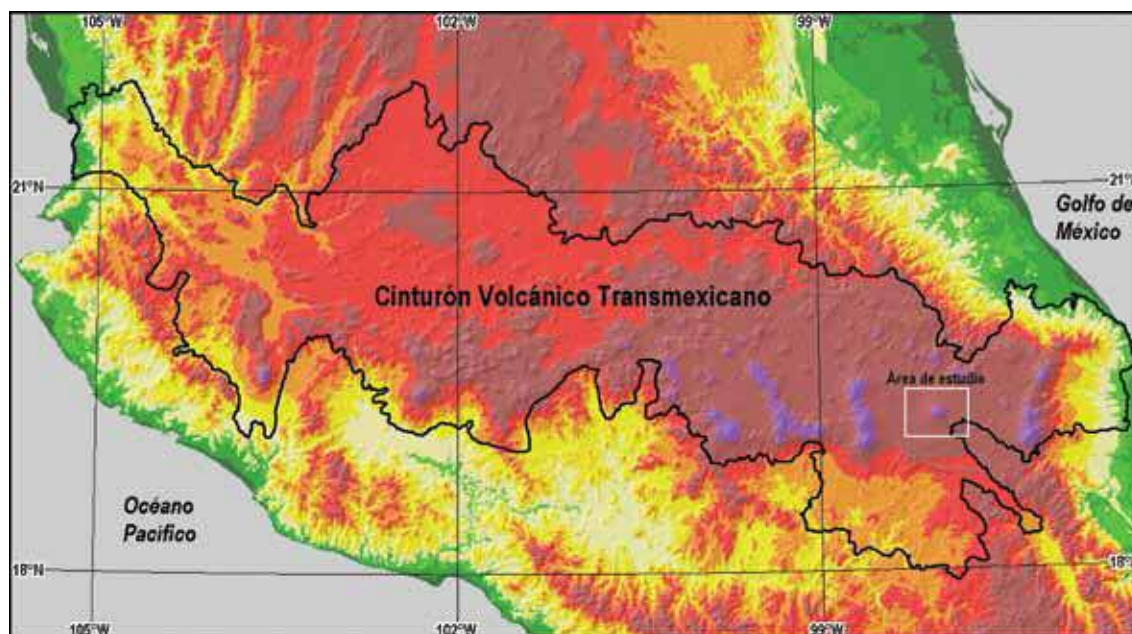 105°W 102°W 99°W
21°N 21°N
Golfo de
México
Cinturón Volcánico Transmexicano
Área de estudio
Océano
Pacífico
18°N 18°N
105°W 102°W 99°W